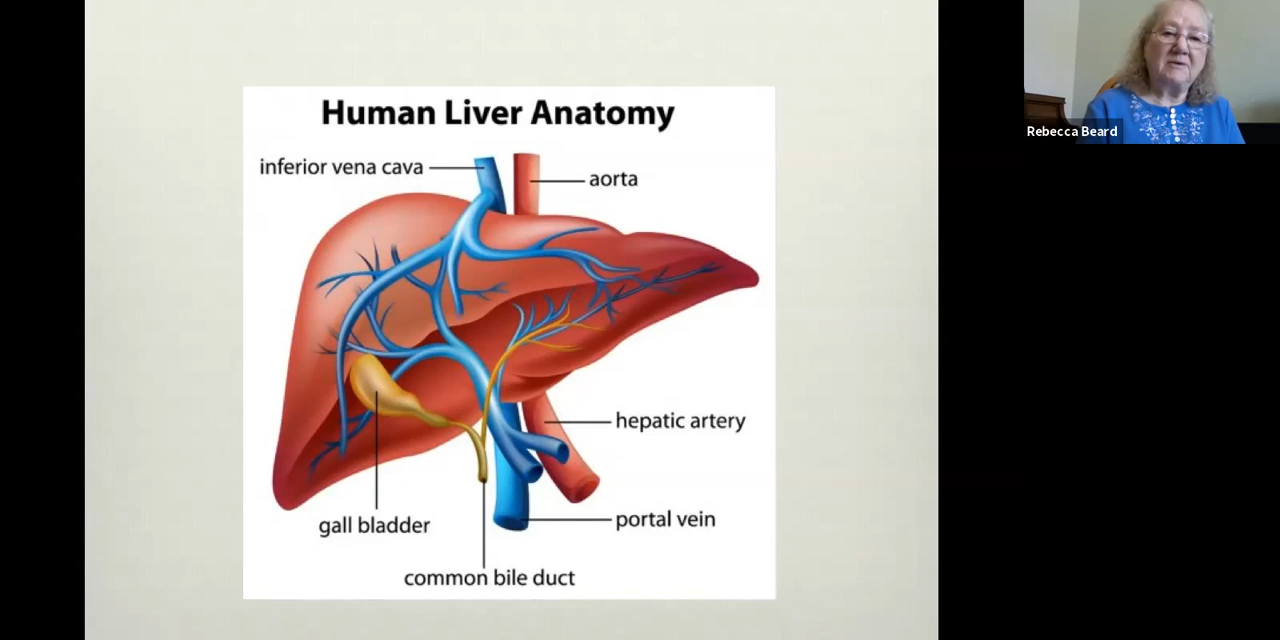 Human Liver Anatomy
inferior vena cava
aorta
hepatic artery
portal vein
gall bladder
common bile duct
Rebecca Beard